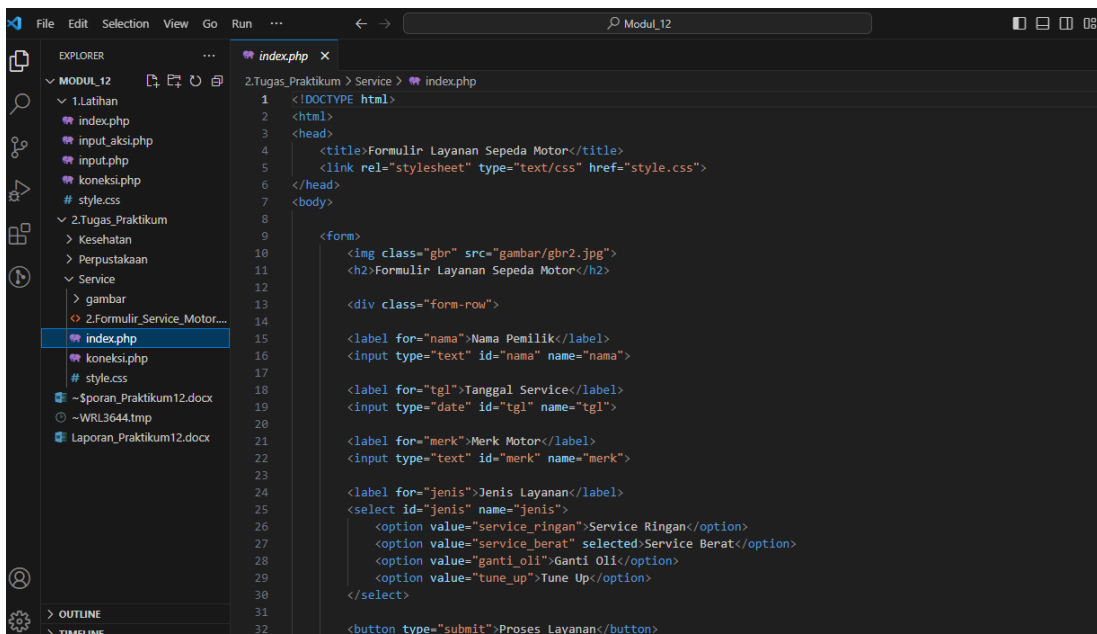 File Edit Selection View Go Run ... Modul_12
EXPLORER ...
MODUL_12
1.Latihan
index.php
input_aksi.php
input.php
koneksi.php
# style.css
2.Tugas_Praktikum
Kesehatan
Perpustakaan
Service
gambar
2.Formulir_Service_Motor....
index.php
koneksi.php
# style.css
~$poran_Praktikum12.docx
~WRL3644.tmp
Laporan_Praktikum12.docx
OUTLINE
TIMELINE
index.php
2.Tugas_Praktikum > Service > index.php
1 <!DOCTYPE html>
2 <html>
3 <head>
4 <title>Formulir Layanan Sepeda Motor</title>
5 <link rel="stylesheet" type="text/css" href="style.css">
6 </head>
7 <body>
8
9 <form>
10 <img class="gbr" src="gambar/gbr2.jpg">
11 <h2>Formulir Layanan Sepeda Motor</h2>
12
13 <div class="form-row">
14
15 <label for="nama">Nama Pemilik</label>
16 <input type="text" id="nama" name="nama">
17
18 <label for="tgl">Tanggal Service</label>
19 <input type="date" id="tgl" name="tgl">
20
21 <label for="merk">Merk Motor</label>
22 <input type="text" id="merk" name="merk">
23
24 <label for="jenis">Jenis Layanan</label>
25 <select id="jenis" name="jenis">
26 <option value="service_ringan">Service Ringan</option>
27 <option value="service_berat" selected>Service Berat</option>
28 <option value="ganti_oli">Ganti Oli</option>
29 <option value="tune_up">Tune Up</option>
30 </select>
31
32 <button type="submit">Proses Layanan</button>